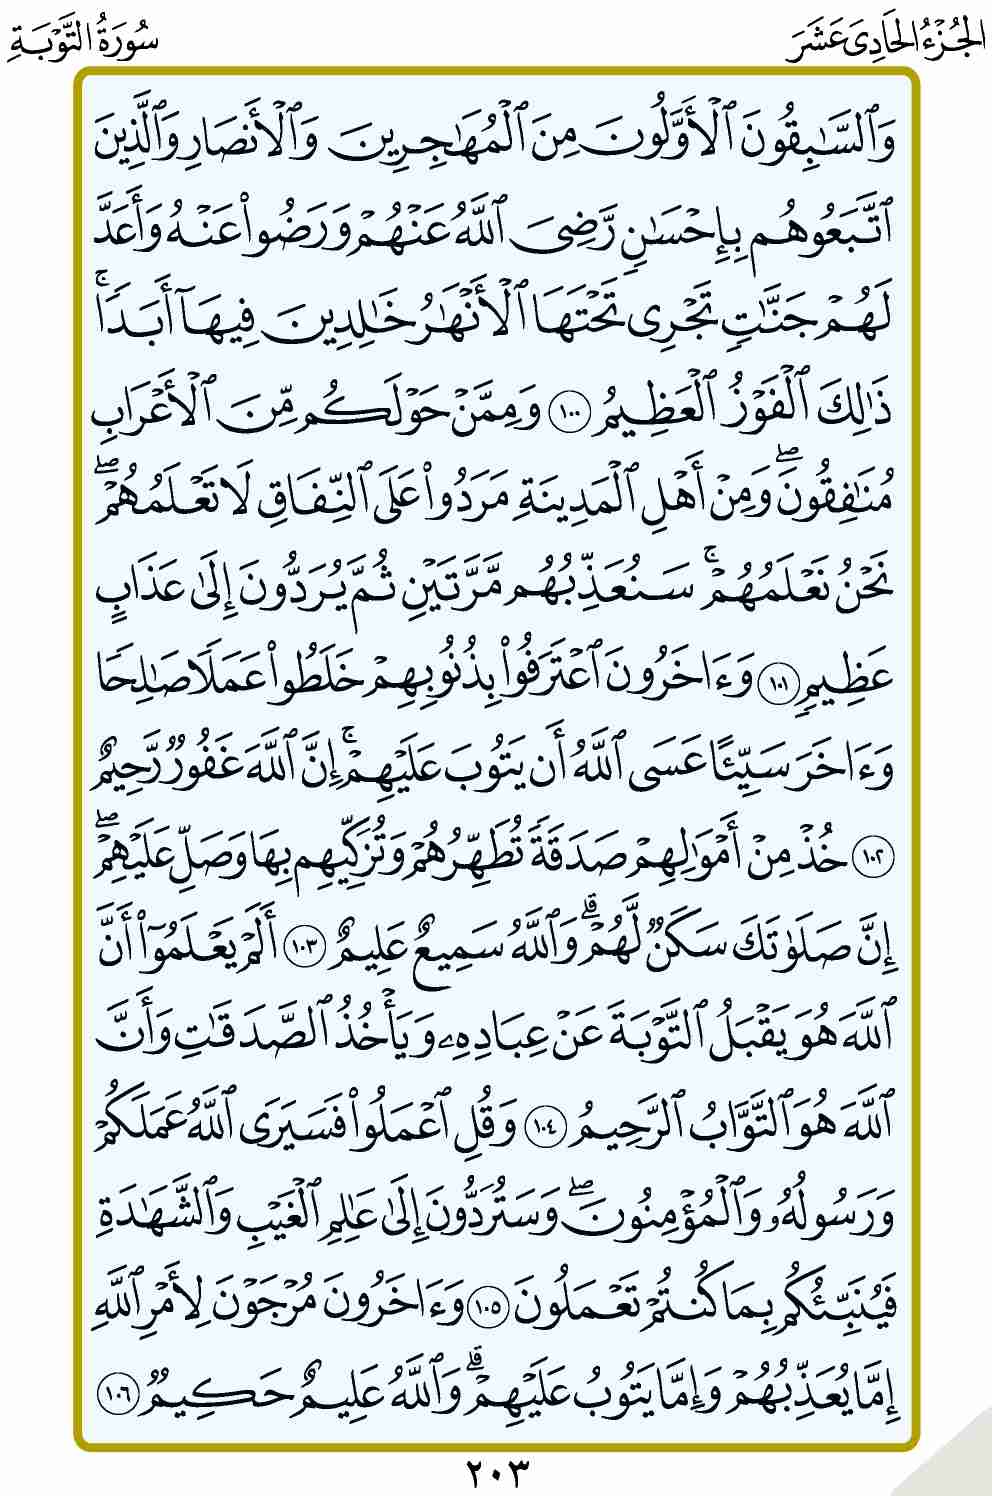 الجُزْءُ الحَادِى عَشَرَ
سُورَةُ التَّوۡبَةِ
وَٱلسَّٰبِقُونَ ٱلۡأَوَّلُونَ مِنَ ٱلۡمُهَٰجِرِينَ وَٱلۡأَنصَارِ وَٱلَّذِينَ
ٱتَّبَعُوهُم بِإِحۡسَٰنٖ رَّضِيَ ٱللَّهُ عَنۡهُمۡ وَرَضُواْ عَنۡهُ وَأَعَدَّ
لَهُمۡ جَنَّٰتٖ تَجۡرِي تَحۡتَهَا ٱلۡأَنۡهَٰرُ خَٰلِدِينَ فِيهَآ أَبَدٗاۚ
ذَٰلِكَ ٱلۡفَوۡزُ ٱلۡعَظِيمُ ١٠٠ وَمِمَّنۡ حَوۡلَكُم مِّنَ ٱلۡأَعۡرَابِ
مُنَٰفِقُونَۖ وَمِنۡ أَهۡلِ ٱلۡمَدِينَةِ مَرَدُواْ عَلَى ٱلنِّفَاقِ لَا تَعۡلَمُهُمۡۖ
نَحۡنُ نَعۡلَمُهُمۡۚ سَنُعَذِّبُهُم مَّرَّتَيۡنِ ثُمَّ يُرَدُّونَ إِلَىٰ عَذَابٍ
عَظِيمٖ ١٠١ وَءَاخَرُونَ ٱعۡتَرَفُواْ بِذُنُوبِهِمۡ خَلَطُواْ عَمَلٗا صَٰلِحٗا
وَءَاخَرَ سَيِّئًا عَسَى ٱللَّهُ أَن يَتُوبَ عَلَيۡهِمۡۚ إِنَّ ٱللَّهَ غَفُورٞ رَّحِيمٌ
١٠٢ خُذۡ مِنۡ أَمۡوَٰلِهِمۡ صَدَقَةٗ تُطَهِّرُهُمۡ وَتُزَكِّيهِم بِهَا وَصَلِّ عَلَيۡهِمۡۖ
إِنَّ صَلَوٰتَكَ سَكَنٞ لَّهُمۡۗ وَٱللَّهُ سَمِيعٌ عَلِيمٌ ١٠٣ أَلَمۡ يَعۡلَمُوٓاْ أَنَّ
ٱللَّهَ هُوَ يَقۡبَلُ ٱلتَّوۡبَةَ عَنۡ عِبَادِهِۦ وَيَأۡخُذُ ٱلصَّدَقَٰتِ وَأَنَّ
ٱللَّهَ هُوَ ٱلتَّوَّابُ ٱلرَّحِيمُ ١٠٤ وَقُلِ ٱعۡمَلُواْ فَسَيَرَى ٱللَّهُ عَمَلَكُمۡ
وَرَسُولُهُۥ وَٱلۡمُؤۡمِنُونَۖ وَسَتُرَدُّونَ إِلَىٰ عَٰلِمِ ٱلۡغَيۡبِ وَٱلشَّهَٰدَةِ
فَيُنَبِّئُكُم بِمَا كُنتُمۡ تَعۡمَلُونَ ١٠٥ وَءَاخَرُونَ مُرۡجَوۡنَ لِأَمۡرِ ٱللَّهِ
إِمَّا يُعَذِّبُهُمۡ وَإِمَّا يَتُوبُ عَلَيۡهِمۡۗ وَٱللَّهُ عَلِيمٌ حَكِيمٞ ١٠٦
٢٠٣